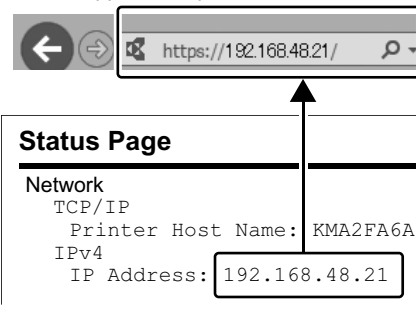 https://192.168.48.21/
Status Page
Network
TCP/IP
Printer Host Name: KMA2FA6A
IPv4
IP Address: 192.168.48.21